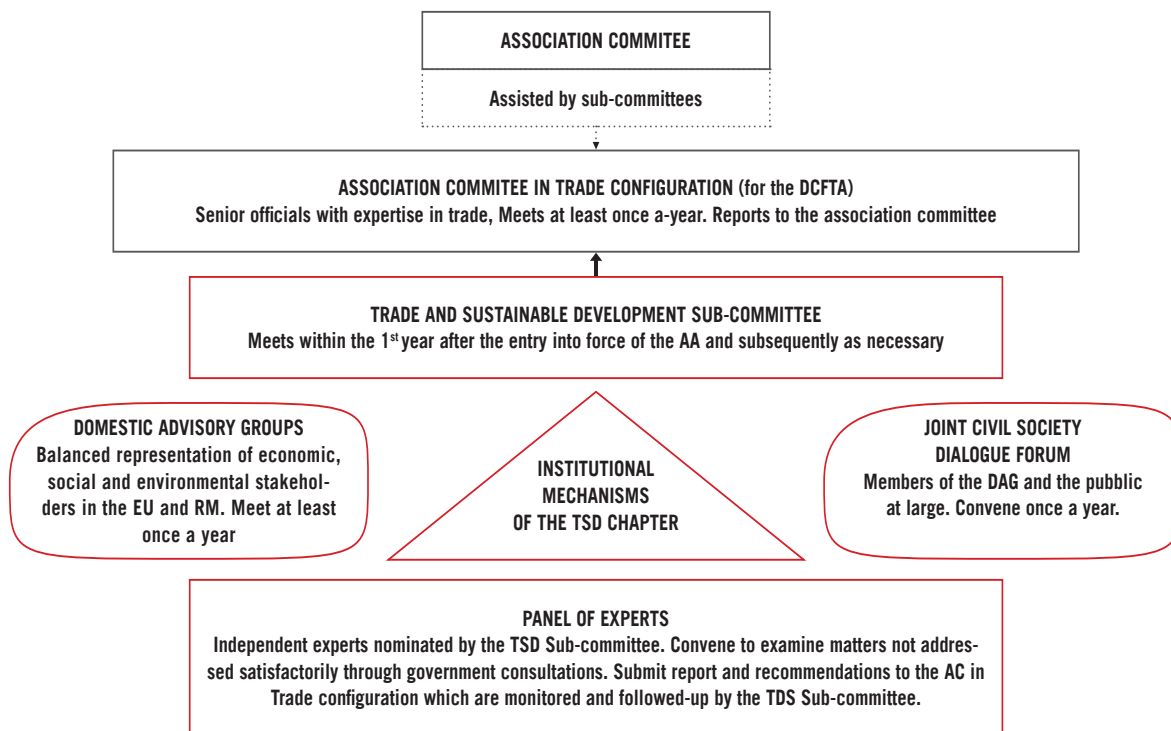 ASSOCIATION COMMITEE
Assisted by sub-committees
ASSOCIATION COMMITEE IN TRADE CONFIGURATION (for the DCFTA)
Senior officials with expertise in trade, Meets at least once a-year. Reports to the association committee
TRADE AND SUSTAINABLE DEVELOPMENT SUB-COMMITTEE
Meets within the 1st year after the entry into force of the AA and subsequently as necessary
DOMESTIC ADVISORY GROUPS
Balanced representation of economic,
social and environmental stakehol-
ders in the EU and RM. Meet at least
once a year
INSTITUTIONAL
MECHANISMS
OF THE TSD CHAPTER
JOINT CIVIL SOCIETY
DIALOGUE FORUM
Members of the DAG and the pubblic
at large. Convene once a year.
PANEL OF EXPERTS
Independent experts nominated by the TSD Sub-committee. Convene to examine matters not addres-
sed satisfactorily through government consultations. Submit report and recommendations to the AC in
Trade configuration which are monitored and followed-up by the TDS Sub-committee.